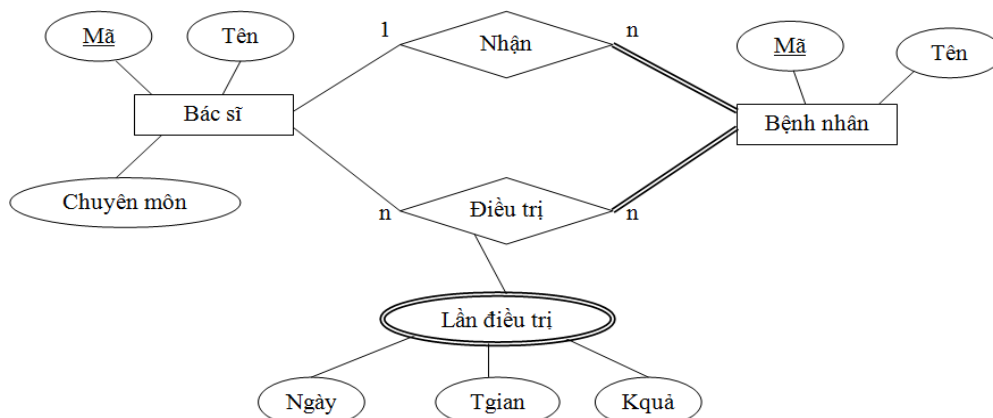 1
Nhận
n
Mã
Tên
Mã
Tên
Bác sĩ
Bệnh nhân
Chuyên môn
n
Điều trị
n
Lần điều trị
Ngày
Tgian
Kquả